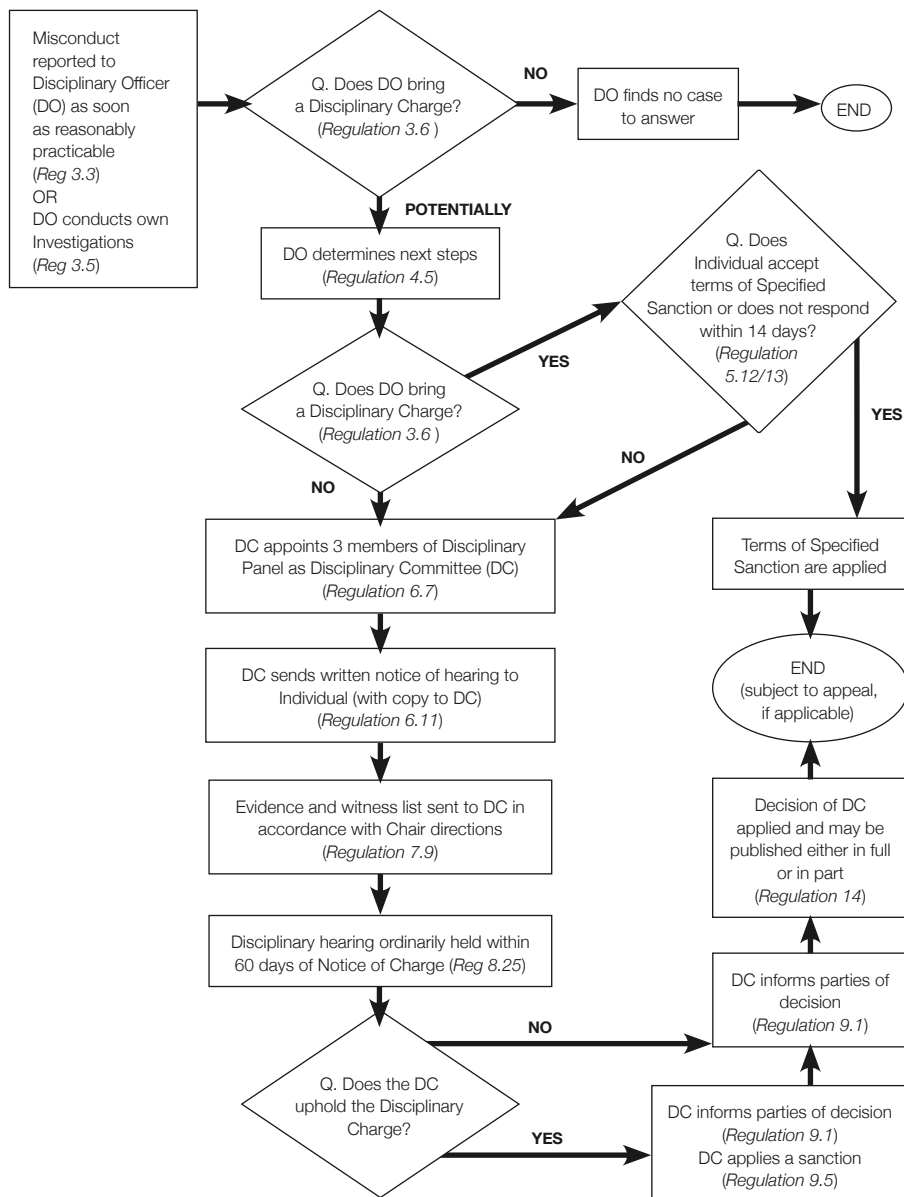 Misconduct
reported to
Disciplinary Officer
(DO) as soon
as reasonably
practicable
(Reg 3.3)
OR
DO conducts own
Investigations
(Reg 3.5)
Q. Does DO bring
a Disciplinary Charge?
(Regulation 3.6 )
NO
DO finds no case
to answer
END
POTENTIALLY
DO determines next
steps
(Regulation 4.5)
Q. Does DO bring
a Disciplinary Charge?
(Regulation 3.6 )
YES
Q. Does
Individual accept
terms of Specified
Sanction or does not respond
within 14 days?
(Regulation
5.12/13)
YES
NO
NO
DC appoints 3 members of Disciplinary
Panel as Disciplinary Committee (DC)
(Regulation 6.7)
Terms of Specified
Sanction are applied
DC sends written notice of hearing to
Individual (with copy to DC)
(Regulation 6.11)
END
(subject to appeal,
if applicable)
Evidence and witness list sent to DC in
accordance with Chair directions
(Regulation 7.9)
Decision of DC
applied and may be
published either in full
or in part
(Regulation 14)
Disciplinary hearing ordinarily held within
60 days of Notice of Charge (Reg 8.25)
DC informs parties of
decision
(Regulation 9.1)
NO
Q. Does the DC
uphold the Disciplinary
Charge?
YES
DC informs parties of decision
(Regulation 9.1)
DC applies a sanction
(Regulation 9.5)